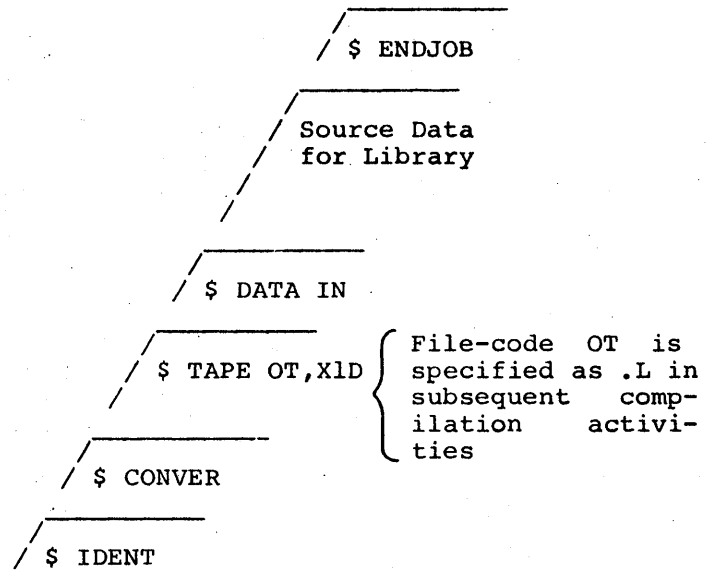 $ ENDJOB
Source Data
for Library
$ DATA IN
$ TAPE OT,X1D
File-code OT is
specified as .L in
subsequent comp-
ilation activi-
ties
$ CONVER
$ IDENT